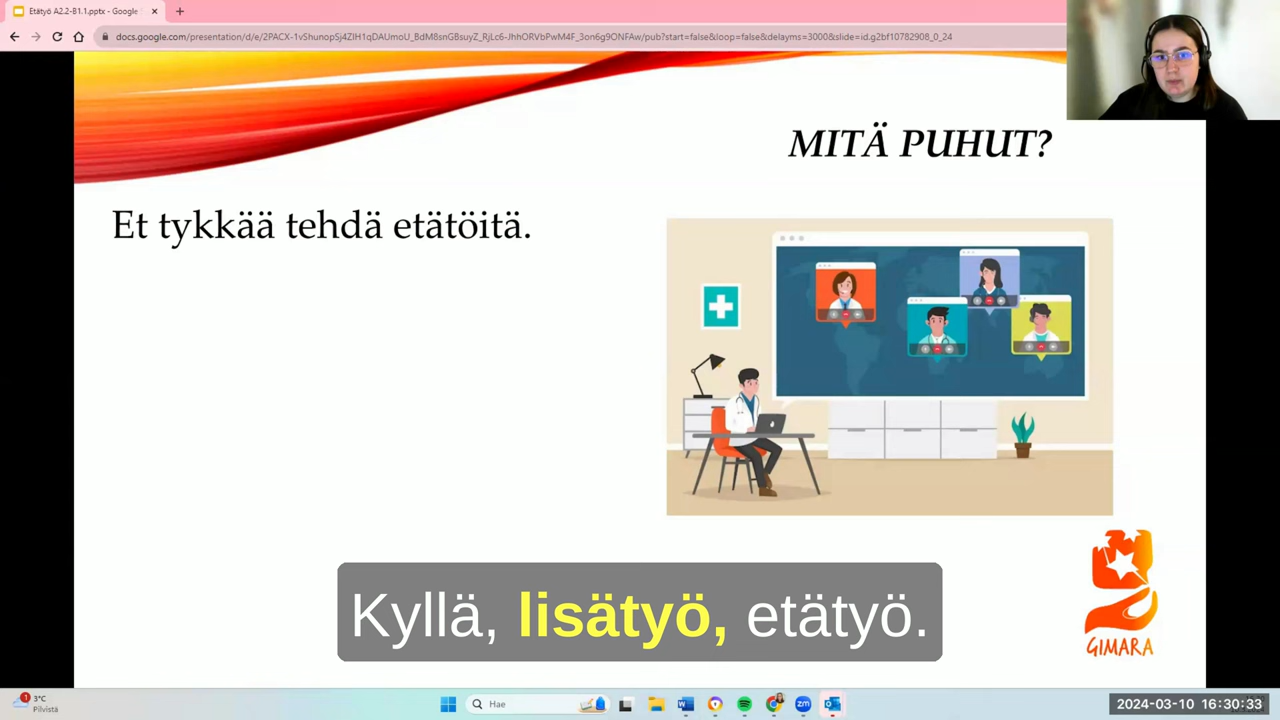 Etätyö A2.2-B1.1.pptx - Google
docs.google.com/presentation/d/e/2PACX-1vShunopSj4ZIH1qDAUmoU_BdM8snGBsuyZ_RjLc6-JhhORVbPwM4F_3on6g9ONFAw/pub?start=false&loop=false&delayms=3000&slide=id.g2bf10782908_0_24
MITÄ PUHUT?
Et tykkää tehdä etätöitä.
Kyllä, lisätyö, etätyö.
GIMARA
1
3°C
Pilvistä
Hae
zm
2024-03-10 16:30:33